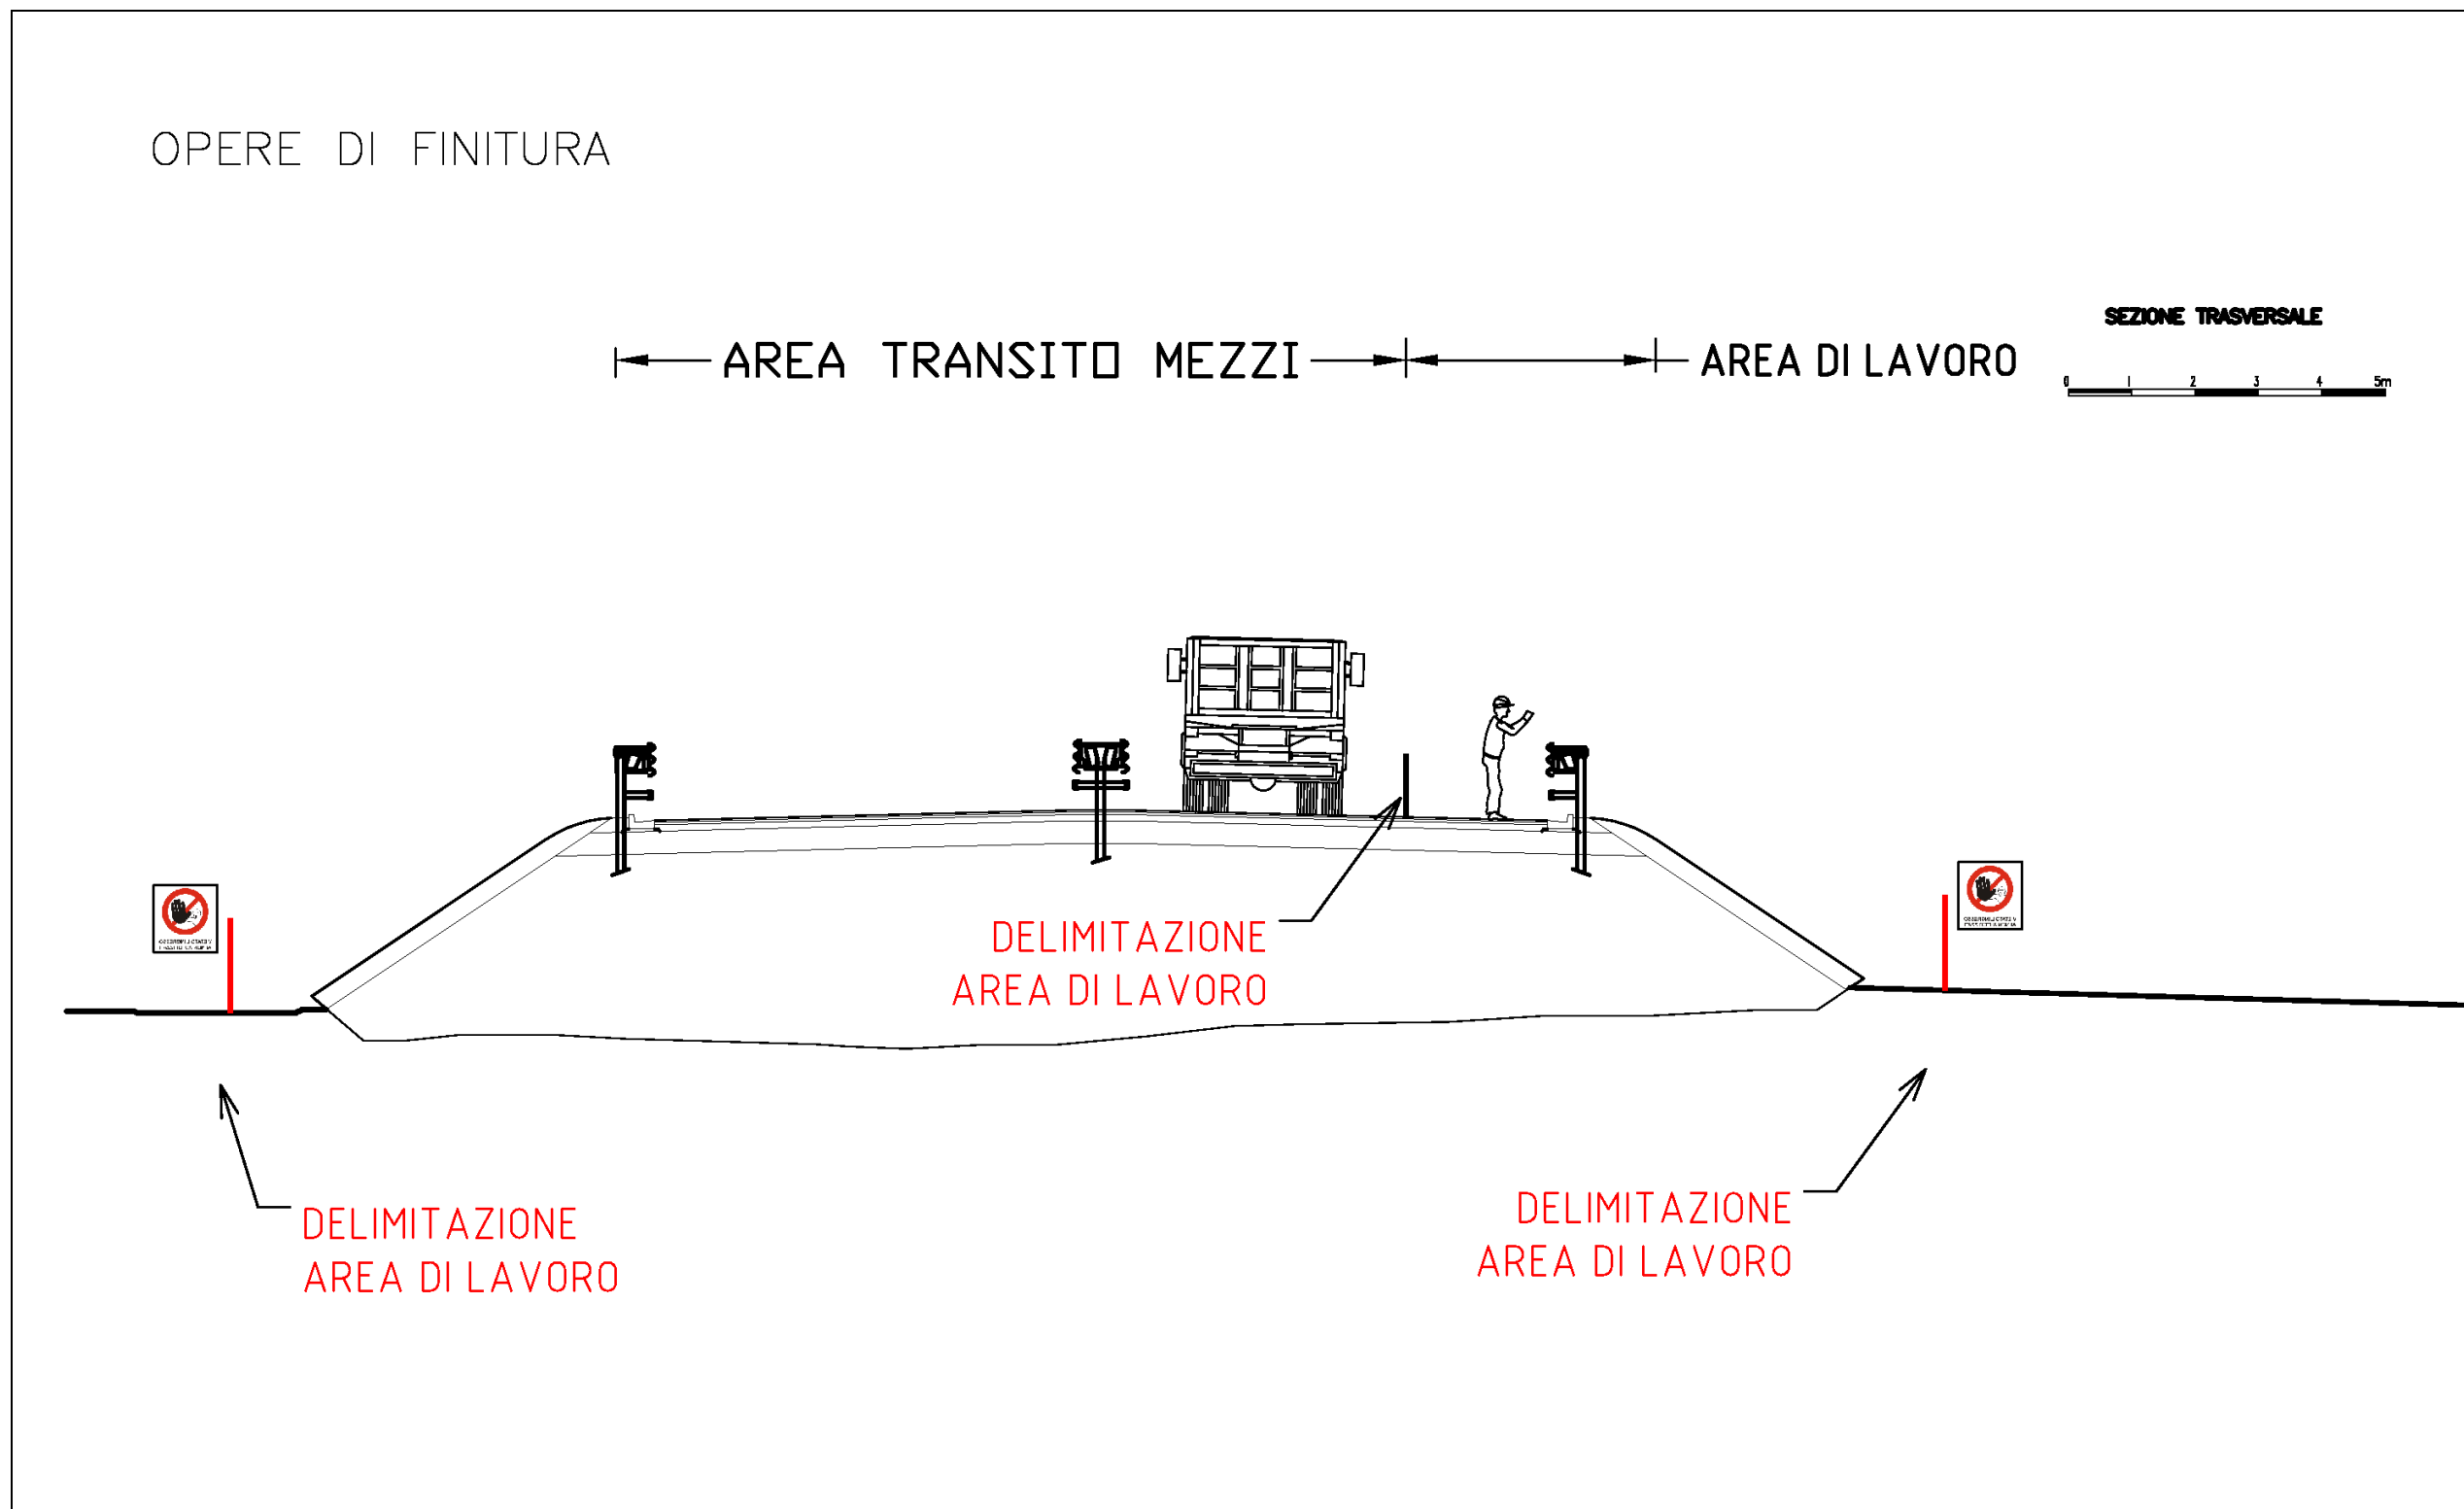 OPERE DI FINITURA
SEZIONE TRASVERSALE
AREA TRANSITO MEZZI
AREA DI LAVORO
0 1 2 3 4 5m
DELIMITAZIONE
AREA DI LAVORO
DELIMITAZIONE
AREA DI LAVORO
DELIMITAZIONE
AREA DI LAVORO